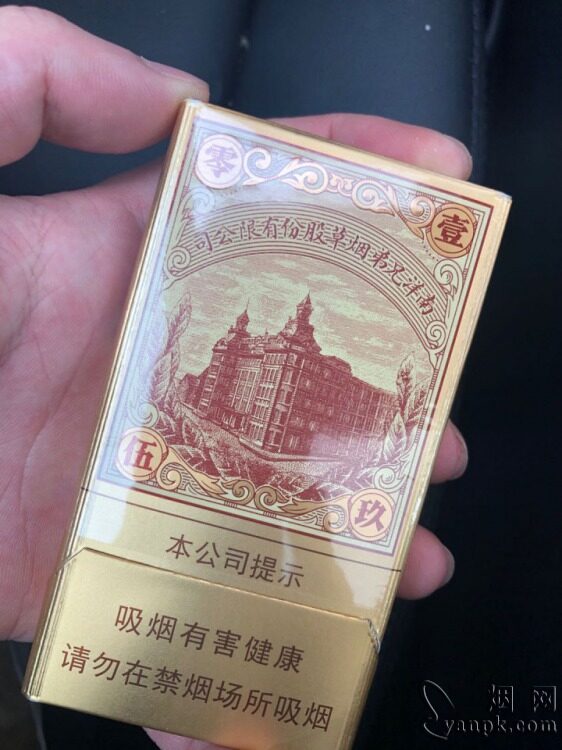 零 壹
南洋兄弟烟草股份有限公司
伍 玖
本公司提示
吸烟有害健康
请勿在禁烟场所吸烟
烟网
yanpk.com